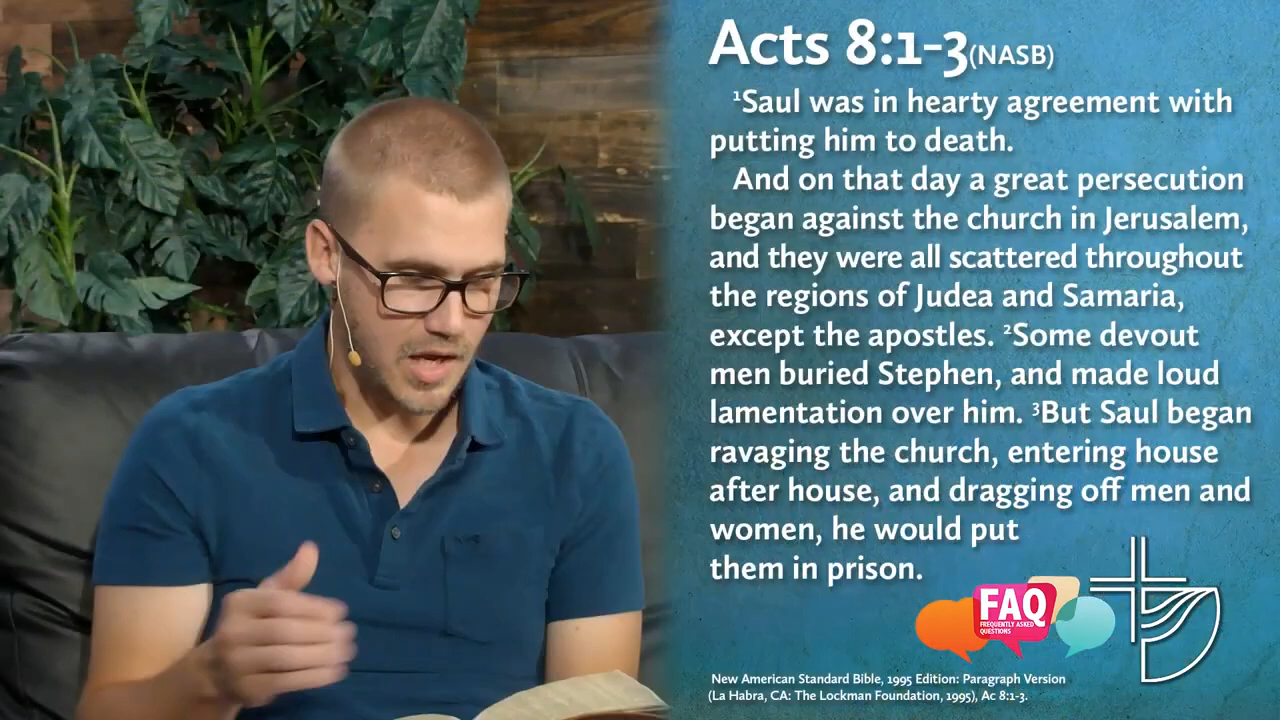 Acts 8:1-3(NASB)
¹Saul was in hearty agreement with
putting him to death.
And on that day a great persecution
began against the church in Jerusalem,
and they were all scattered throughout
the regions of Judea and Samaria,
except the apostles. ²Some devout
men buried Stephen, and made loud
lamentation over him. ³But Saul began
ravaging the church, entering house
after house, and dragging off men and
women, he would put
them in prison.
FAQ
FREQUENTLY ASKED
QUESTIONS
New American Standard Bible, 1995 Edition: Paragraph Version
(La Habra, CA: The Lockman Foundation, 1995), Ac 8:1-3.